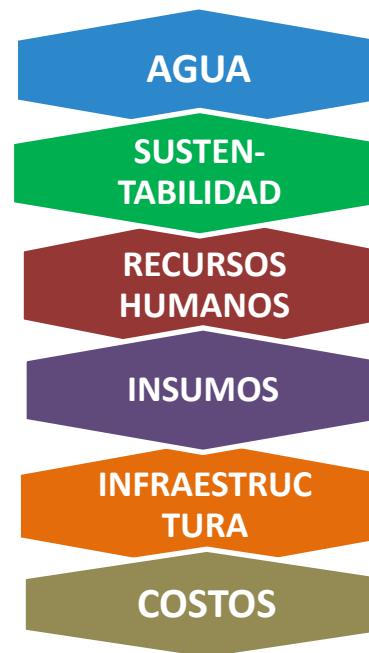 AGUA
SUSTEN-
TABILIDAD
RECURSOS
HUMANOS
INSUMOS
INFRAESTRUC
TURA
COSTOS